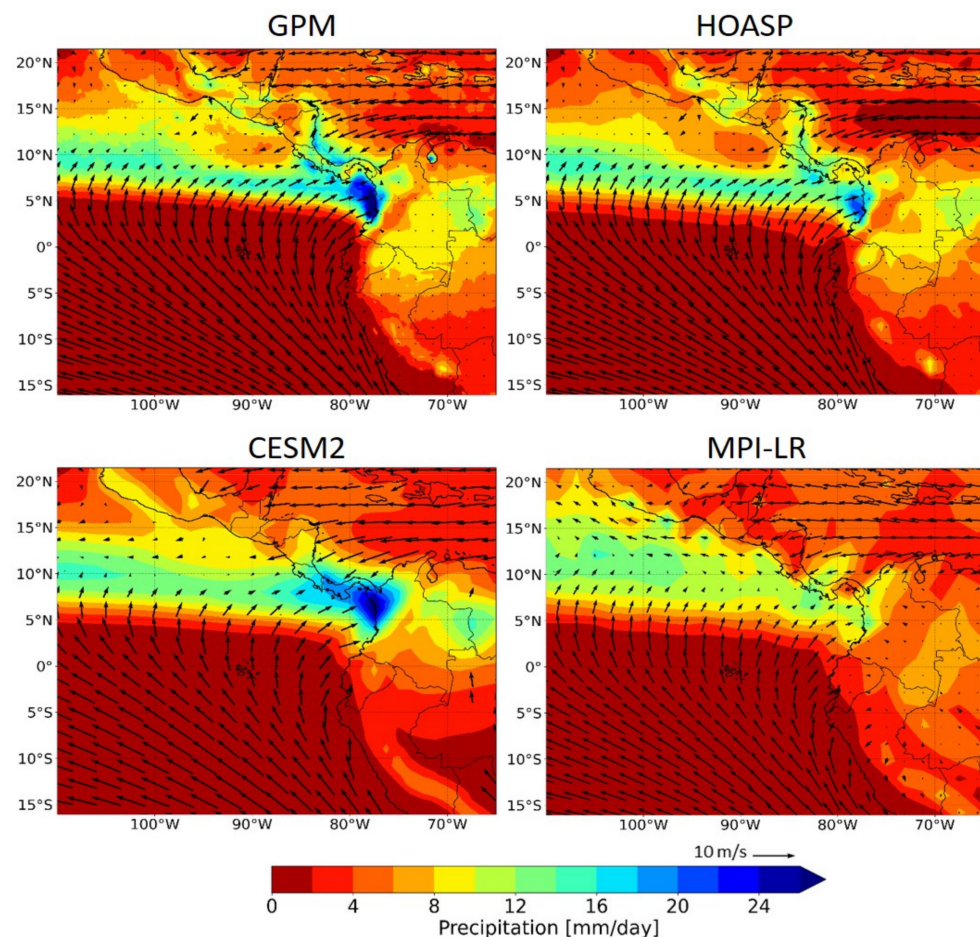 GPM HOASP
20°N 20°N
15°N 15°N
10°N 10°N
5°N 5°N
0° 0°
5°S 5°S
10°S 10°S
15°S 15°S
100°W 90°W 80°W 70°W 100°W 90°W 80°W 70°W
CESM2 MPI-LR
20°N 20°N
15°N 15°N
10°N 10°N
5°N 5°N
0° 0°
5°S 5°S
10°S 10°S
15°S 15°S
100°W 90°W 80°W 70°W 100°W 90°W 80°W 70°W
10 m/s
0 4 8 12 16 20 24
Precipitation [mm/day]